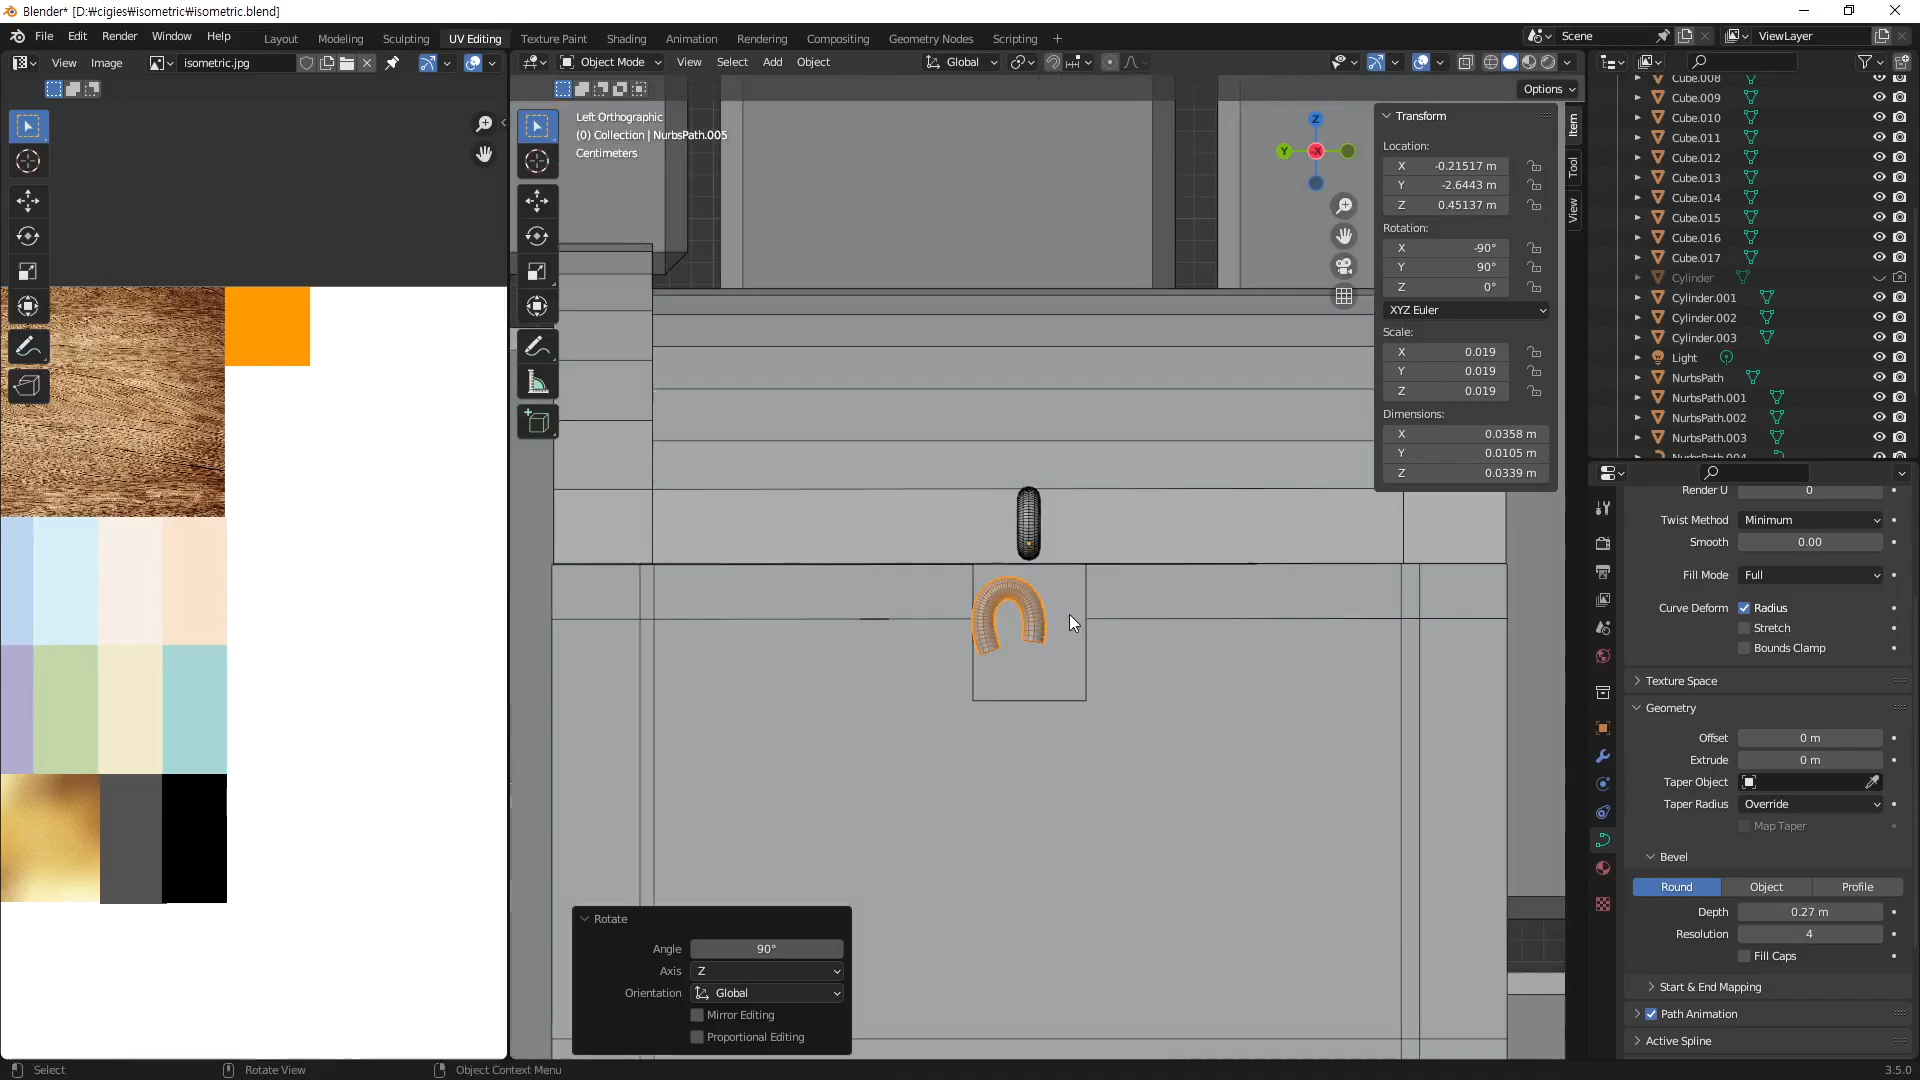 Blender* [D:₩cigies₩isometric₩isometric.blend]
File Edit Render Window Help Layout Modeling Sculpting UV Editing Texture Paint Shading Animation Rendering Compositing Geometry Nodes Scripting + Scene ViewLayer
View Image isometric.jpg Object Mode View Select Add Object Global
Options
Left Orthographic
(0) Collection | NurbsPath.005
Centimeters
Z
Y
-X
Transform
Location:
X -0.21517 m
Y -2.6443 m
Z 0.45137 m
Rotation:
X -90°
Y 90°
Z 0°
XYZ Euler
Scale:
X 0.019
Y 0.019
Z 0.019
Dimensions:
X 0.0358 m
Y 0.0105 m
Z 0.0339 m
Item
Tool
View
Cube.008
Cube.009
Cube.010
Cube.011
Cube.012
Cube.013
Cube.014
Cube.015
Cube.016
Cube.017
Cylinder
Cylinder.001
Cylinder.002
Cylinder.003
Light
NurbsPath
NurbsPath.001
NurbsPath.002
NurbsPath.003
NurbsPath.004
Render U 0
Twist Method Minimum
Smooth 0.00
Fill Mode Full
Curve Deform Radius
Stretch
Bounds Clamp
Texture Space
Geometry
Offset 0 m
Extrude 0 m
Taper Object
Taper Radius Override
Map Taper
Bevel
Round Object Profile
Depth 0.27 m
Resolution 4
Fill Caps
Start & End Mapping
Path Animation
Active Spline
Rotate
Angle 90°
Axis Z
Orientation Global
Mirror Editing
Proportional Editing
Select Rotate View Object Context Menu 3.5.0